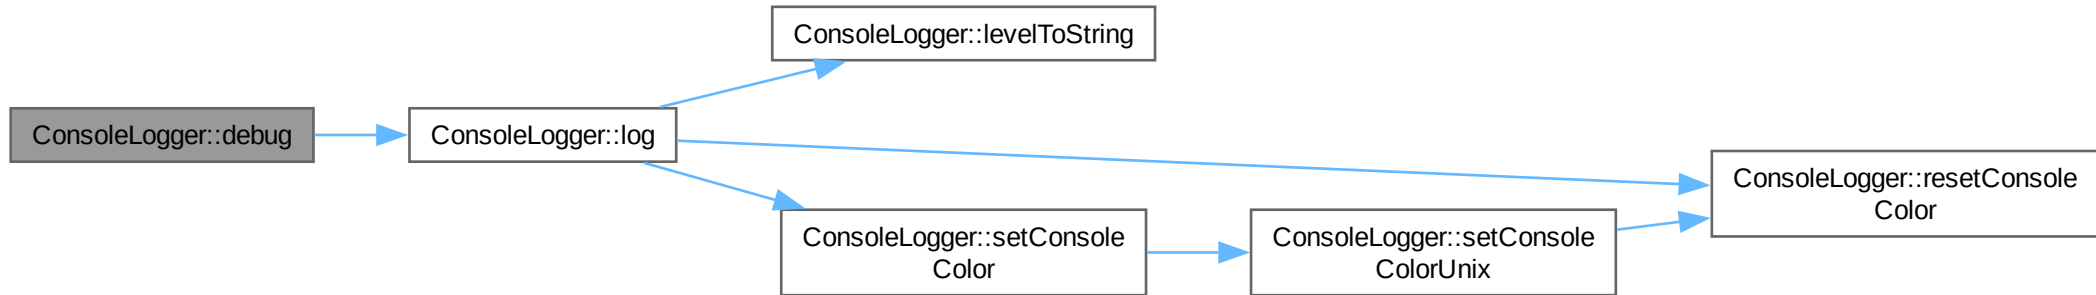 ConsoleLogger::levelToString
ConsoleLogger::debug
ConsoleLogger::log
ConsoleLogger::resetConsole
Color
ConsoleLogger::setConsole
Color
ConsoleLogger::setConsole
ColorUnix